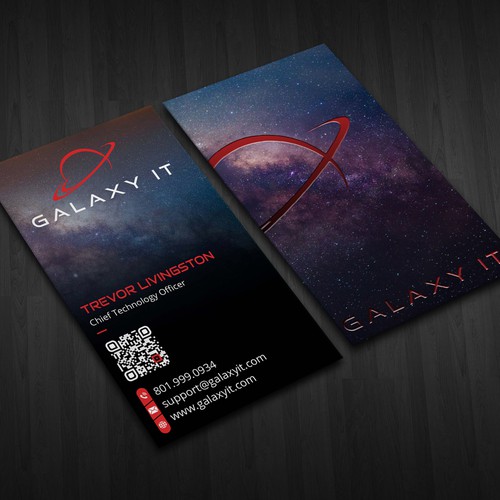 GALAXY IT
TREVOR LIVINGSTON
Chief Technology Officer
801.999.0934
support@galaxyit.com
www.galaxyit.com
GALAXY IT